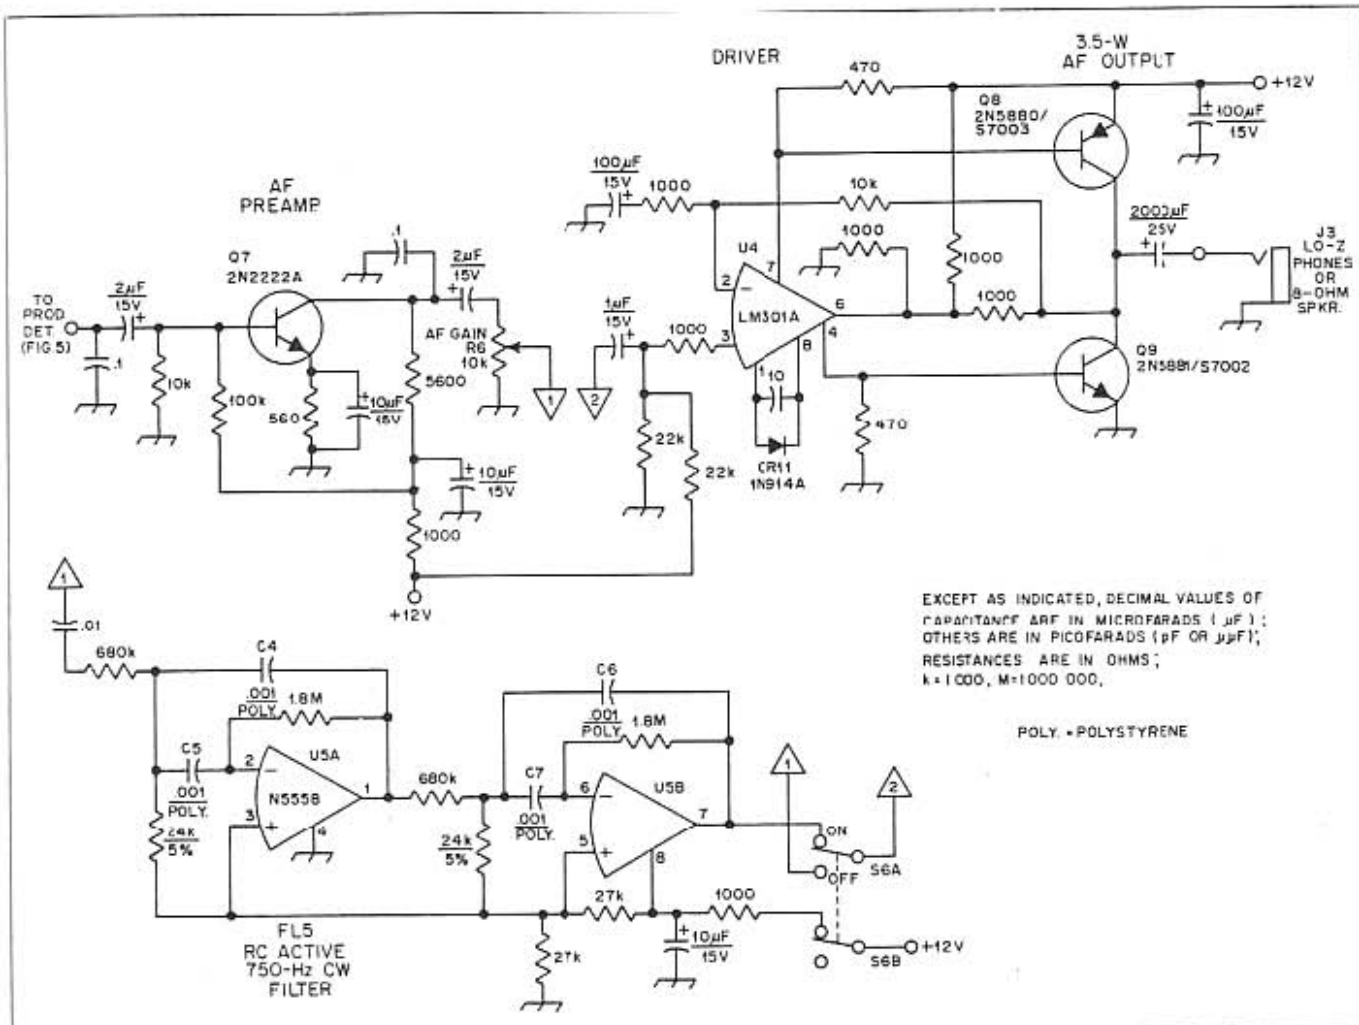 DRIVER
3.5-W
AF OUTPUT
470
+12V
Q8
2N5880/
S7003
+
100µF
15V
AF
PREAMP
100µF
15V
+
1000
10k
1000
1000
1000
U4
7
2
−
LM301A
6
3
4
8
1
10
CR11
1N914A
2000µF
25V
+
J3
LO-Z
PHONES
OR
8-OHM
SPKR.
Q9
2N5881/S7002
470
Q7
2N2222A
.1
2µF
15V
+
TO
PROD
DET.
(FIG.5)
2µF
15V
+
.1
10k
100k
560
+
10µF
15V
5600
AF GAIN
R6
10k
1
2
1µF
15V
+
1000
22k
22k
+
10µF
15V
1000
+12V
1
.01
680k
C4
.001
POLY.
1.8M
C5
.001
POLY.
2
−
U5A
N5558
1
3
+
4
24k
5%
680k
C6
.001
POLY.
1.8M
C7
.001
POLY.
6
−
U5B
7
5
+
8
24k
5%
27k
27k
+
10µF
15V
1000
1
2
ON
OFF
S6A
S6B
+12V
FL5
RC ACTIVE
750-Hz CW
FILTER
EXCEPT AS INDICATED, DECIMAL VALUES OF
CAPACITANCE ARE IN MICROFARADS ( µF ) ;
OTHERS ARE IN PICOFARADS ( pF OR µµF);
RESISTANCES ARE IN OHMS ;
k=1000, M=1000 000,
POLY. = POLYSTYRENE